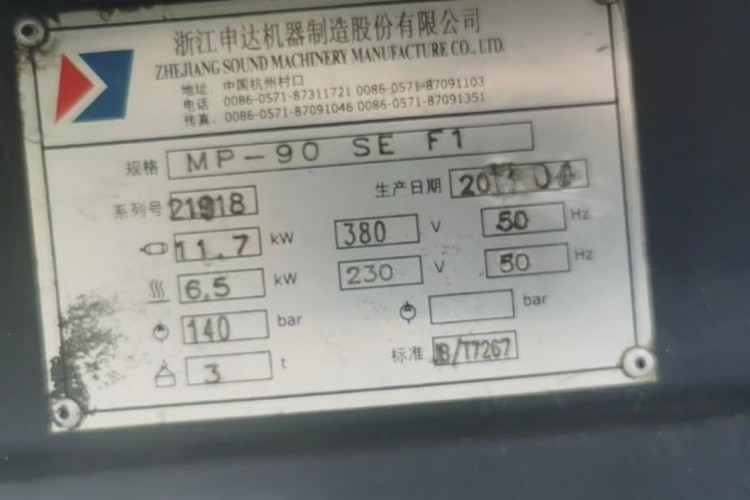 浙江申达机器制造股份有限公司
ZHEJIANG SOUND MACHINERY MANUFACTURE CO., LTD.
地址: 中国杭州村口
电话: 0086-0571-87311721 0086-0571-87091103
传真: 0086-0571-87091046 0086-0571-87091351
规格 MP-90 SE F1
系列号 21918 生产日期
11.7 kW 380 V 50 Hz
6.5 kW 230 V 50 Hz
140 bar bar
3 t 标准 JB/T7267